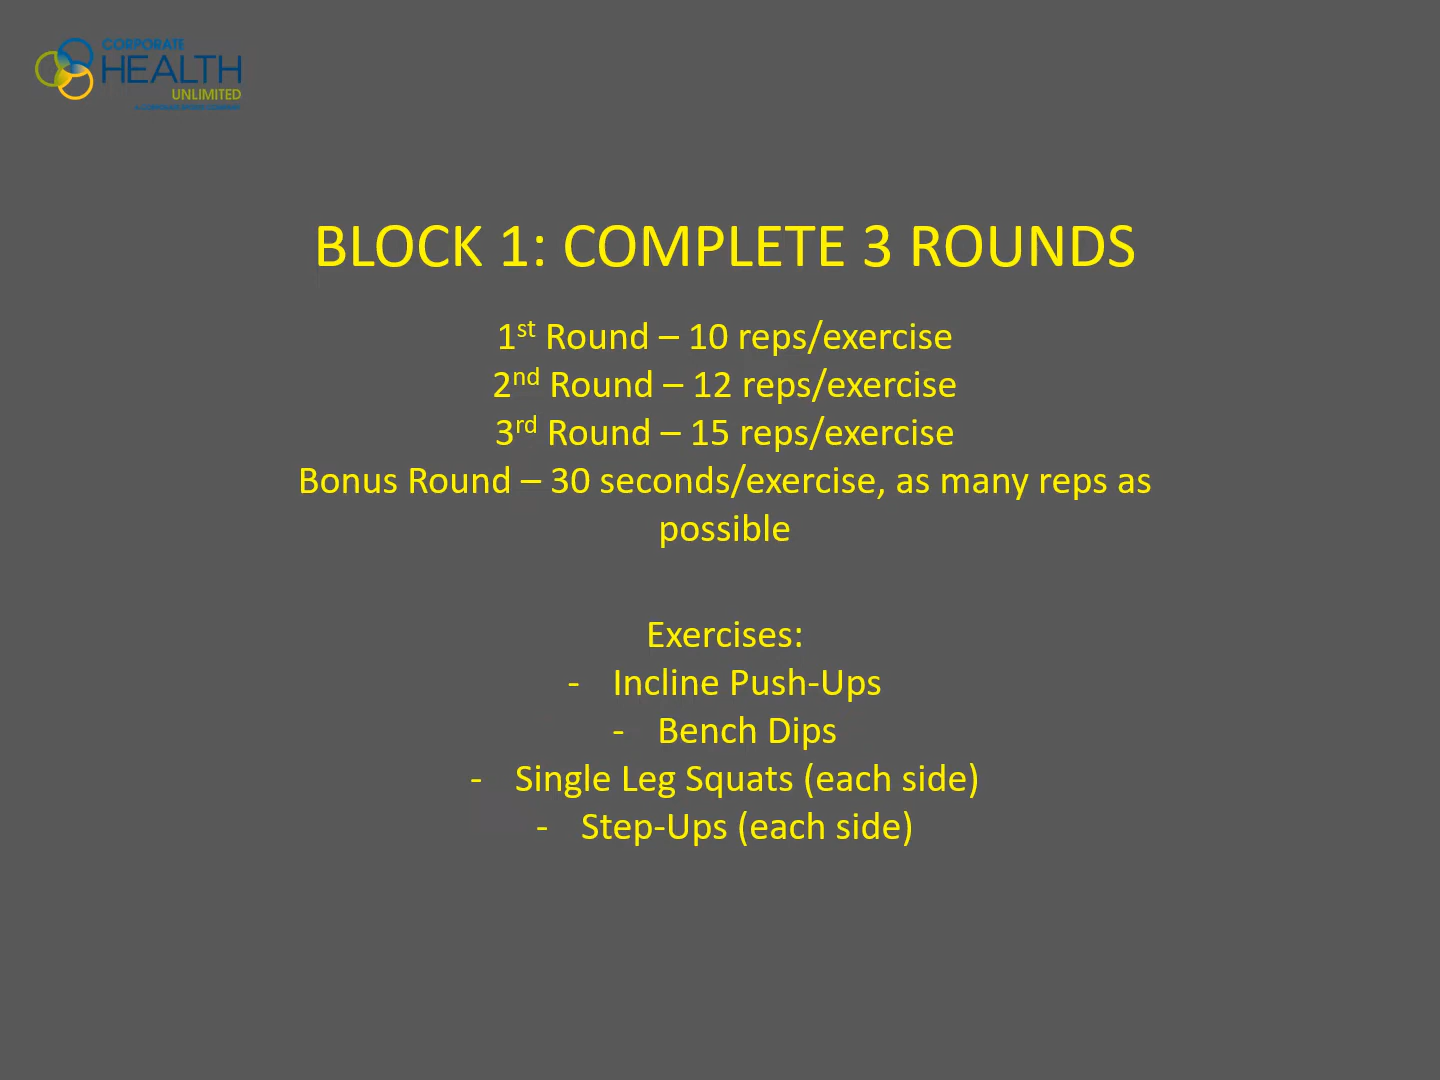 CORPORATE
HEALTH
UNLIMITED
BLOCK 1: COMPLETE 3 ROUNDS
1st Round – 10 reps/exercise
2nd Round – 12 reps/exercise
3rd Round – 15 reps/exercise
Bonus Round – 30 seconds/exercise, as many reps as
possible
Exercises:
- Incline Push-Ups
- Bench Dips
- Single Leg Squats (each side)
- Step-Ups (each side)